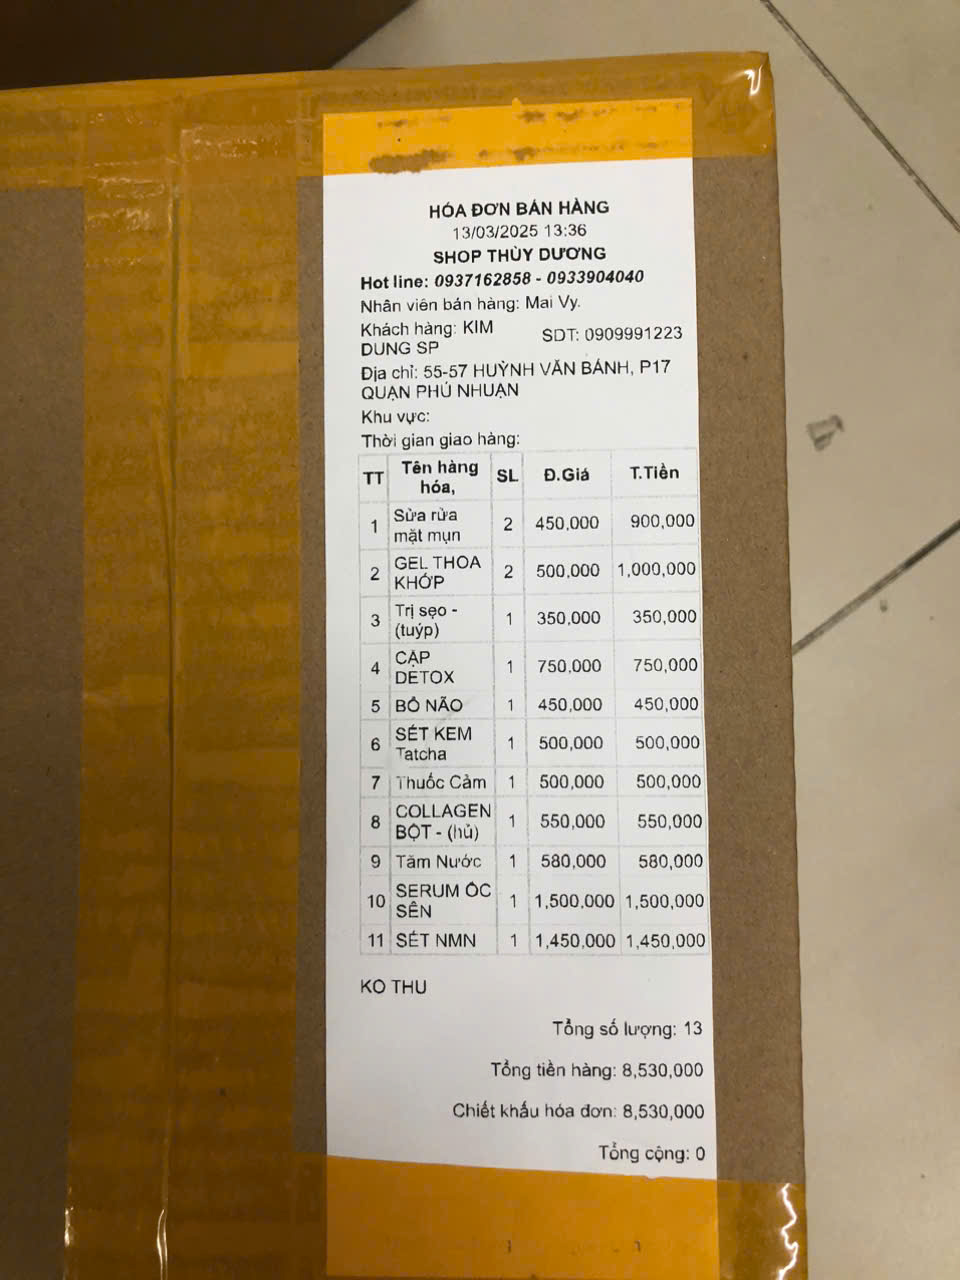 HÓA ĐƠN BÁN HÀNG
13/03/2025 13:36
SHOP THÙY DƯƠNG
Hot line: 0937162858 - 0933904040
Nhân viên bán hàng: Mai Vy.
Khách hàng: KIM DUNG SP SDT: 0909991223
Địa chỉ: 55-57 HUỲNH VĂN BÁNH, P17
QUẬN PHÚ NHUẬN
Khu vực:
Thời gian giao hàng:
TT Tên hàng hóa, SL Đ.Giá T.Tiền
1 Sửa rửa mặt mụn 2 450,000 900,000
2 GEL THOA KHỚP 2 500,000 1,000,000
3 Trị sẹo - (tuýp) 1 350,000 350,000
4 CẶP DETOX 1 750,000 750,000
5 BỔ NÃO 1 450,000 450,000
6 SÉT KEM Tatcha 1 500,000 500,000
7 Thuốc Cảm 1 500,000 500,000
8 COLLAGEN BỘT - (hủ) 1 550,000 550,000
9 Tăm Nước 1 580,000 580,000
10 SERUM ỐC SÊN 1 1,500,000 1,500,000
11 SÉT NMN 1 1,450,000 1,450,000
KO THU
Tổng số lượng: 13
Tổng tiền hàng: 8,530,000
Chiết khấu hóa đơn: 8,530,000
Tổng cộng: 0